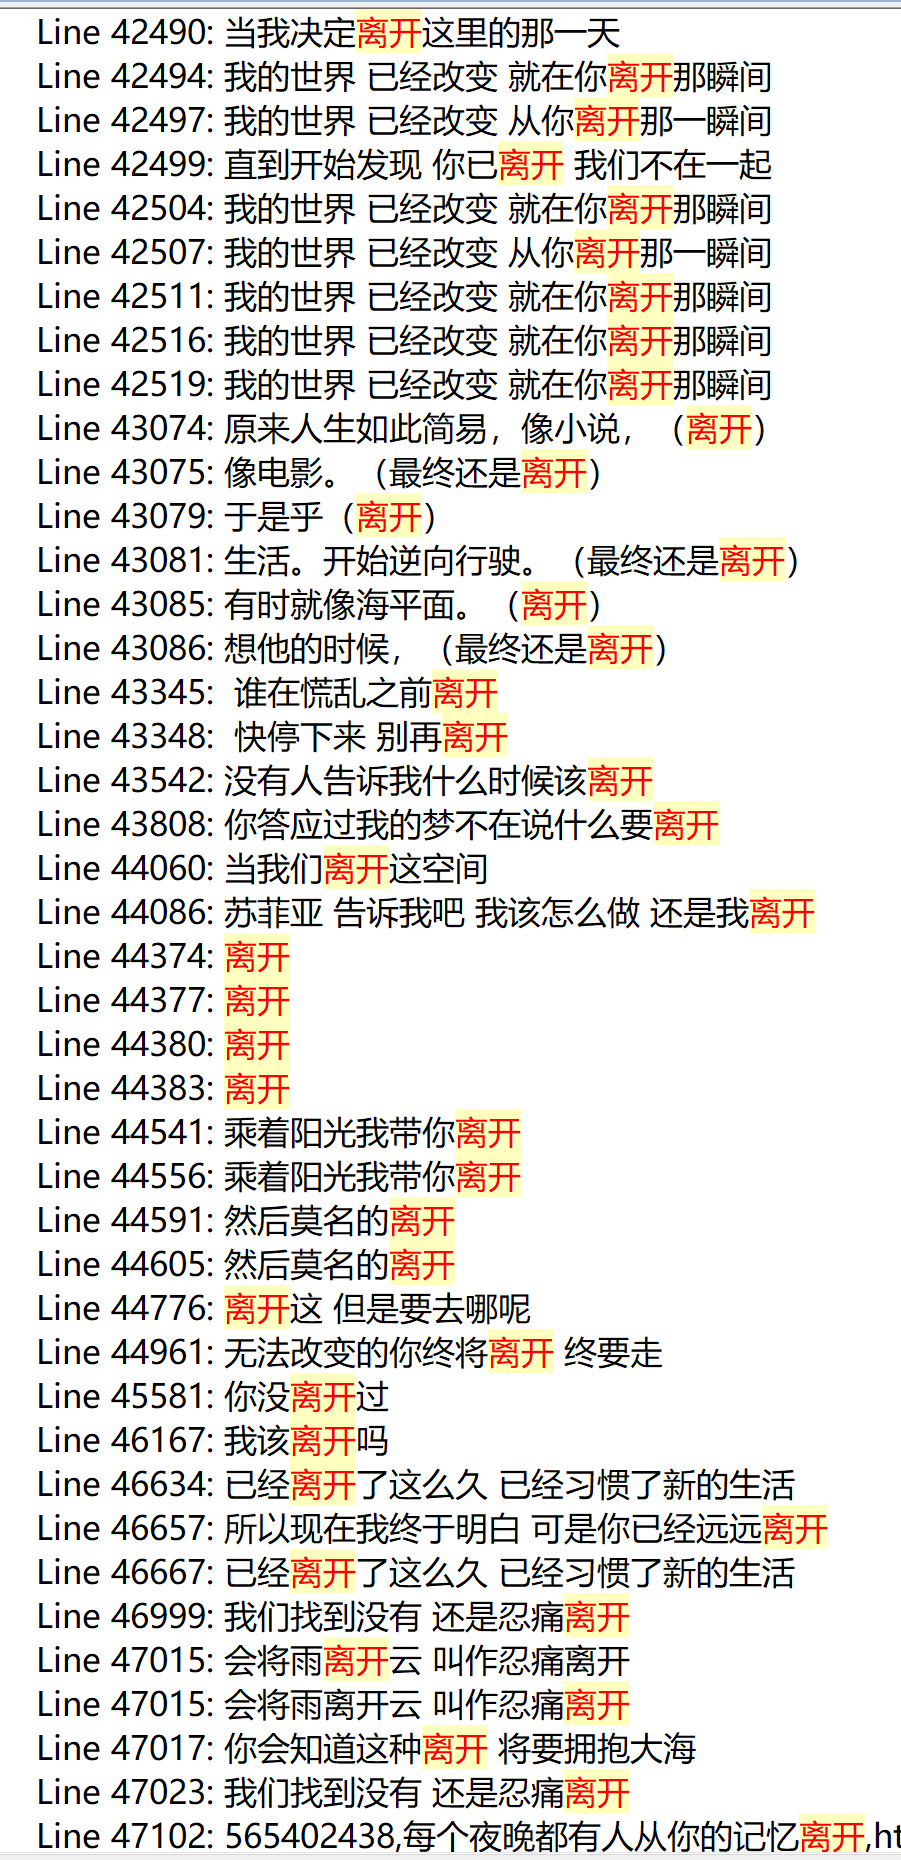 Line 42490: 当我决定离开这里的那一天
Line 42494: 我的世界 已经改变 就在你离开那瞬间
Line 42497: 我的世界 已经改变 从你离开那一瞬间
Line 42499: 直到开始发现 你已离开 我们不在一起
Line 42504: 我的世界 已经改变 就在你离开那瞬间
Line 42507: 我的世界 已经改变 从你离开那一瞬间
Line 42511: 我的世界 已经改变 就在你离开那瞬间
Line 42516: 我的世界 已经改变 就在你离开那瞬间
Line 42519: 我的世界 已经改变 就在你离开那瞬间
Line 43074: 原来人生如此简易，像小说，（离开）
Line 43075: 像电影。（最终还是离开）
Line 43079: 于是乎（离开）
Line 43081: 生活。开始逆向行驶。（最终还是离开）
Line 43085: 有时就像海平面。（离开）
Line 43086: 想他的时候，（最终还是离开）
Line 43345:  谁在慌乱之前离开
Line 43348:  快停下来 别再离开
Line 43542: 没有人告诉我什么时候该离开
Line 43808: 你答应过我的梦不在说什么要离开
Line 44060: 当我们离开这空间
Line 44086: 苏菲亚 告诉我吧 我该怎么做 还是我离开
Line 44374: 离开
Line 44377: 离开
Line 44380: 离开
Line 44383: 离开
Line 44541: 乘着阳光我带你离开
Line 44556: 乘着阳光我带你离开
Line 44591: 然后莫名的离开
Line 44605: 然后莫名的离开
Line 44776: 离开这 但是要去哪呢
Line 44961: 无法改变的你终将离开 终要走
Line 45581: 你没离开过
Line 46167: 我该离开吗
Line 46634: 已经离开了这么久 已经习惯了新的生活
Line 46657: 所以现在我终于明白 可是你已经远远离开
Line 46667: 已经离开了这么久 已经习惯了新的生活
Line 46999: 我们找到没有 还是忍痛离开
Line 47015: 会将雨离开云 叫作忍痛离开
Line 47015: 会将雨离开云 叫作忍痛离开
Line 47017: 你会知道这种离开 将要拥抱大海
Line 47023: 我们找到没有 还是忍痛离开
Line 47102: 565402438,每个夜晚都有人从你的记忆离开,ht